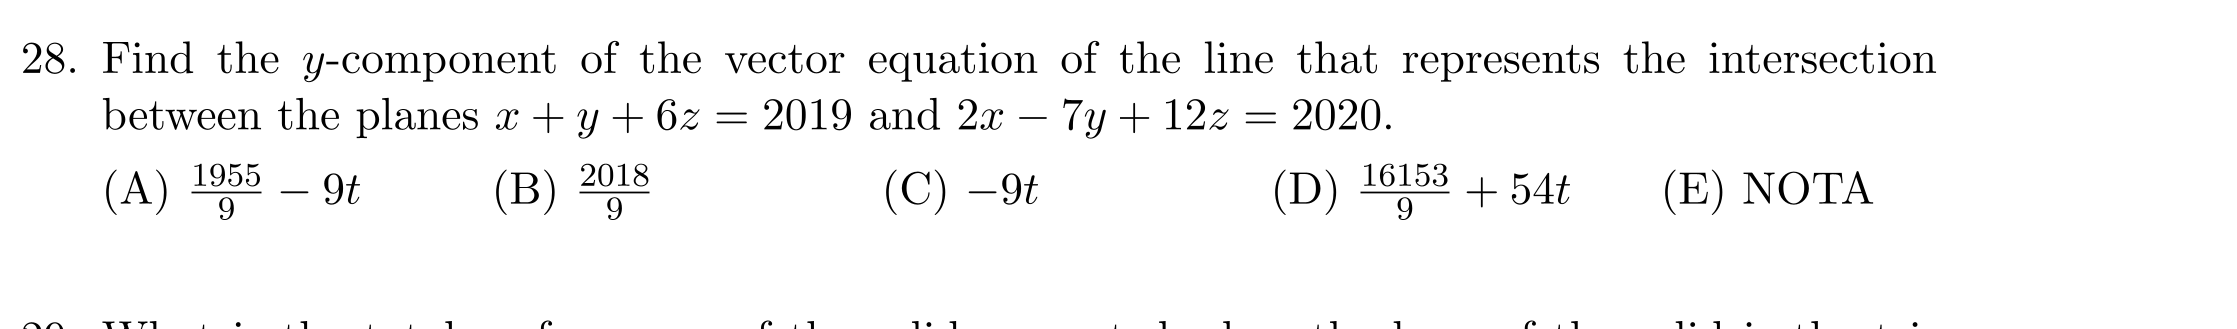 28. Find the y-component of the vector equation of the line that represents the intersection
between the planes x + y + 6z = 2019 and 2x − 7y + 12z = 2020.
(A) 1955/9 − 9t (B) 2018/9 (C) −9t (D) 16153/9 + 54t (E) NOTA